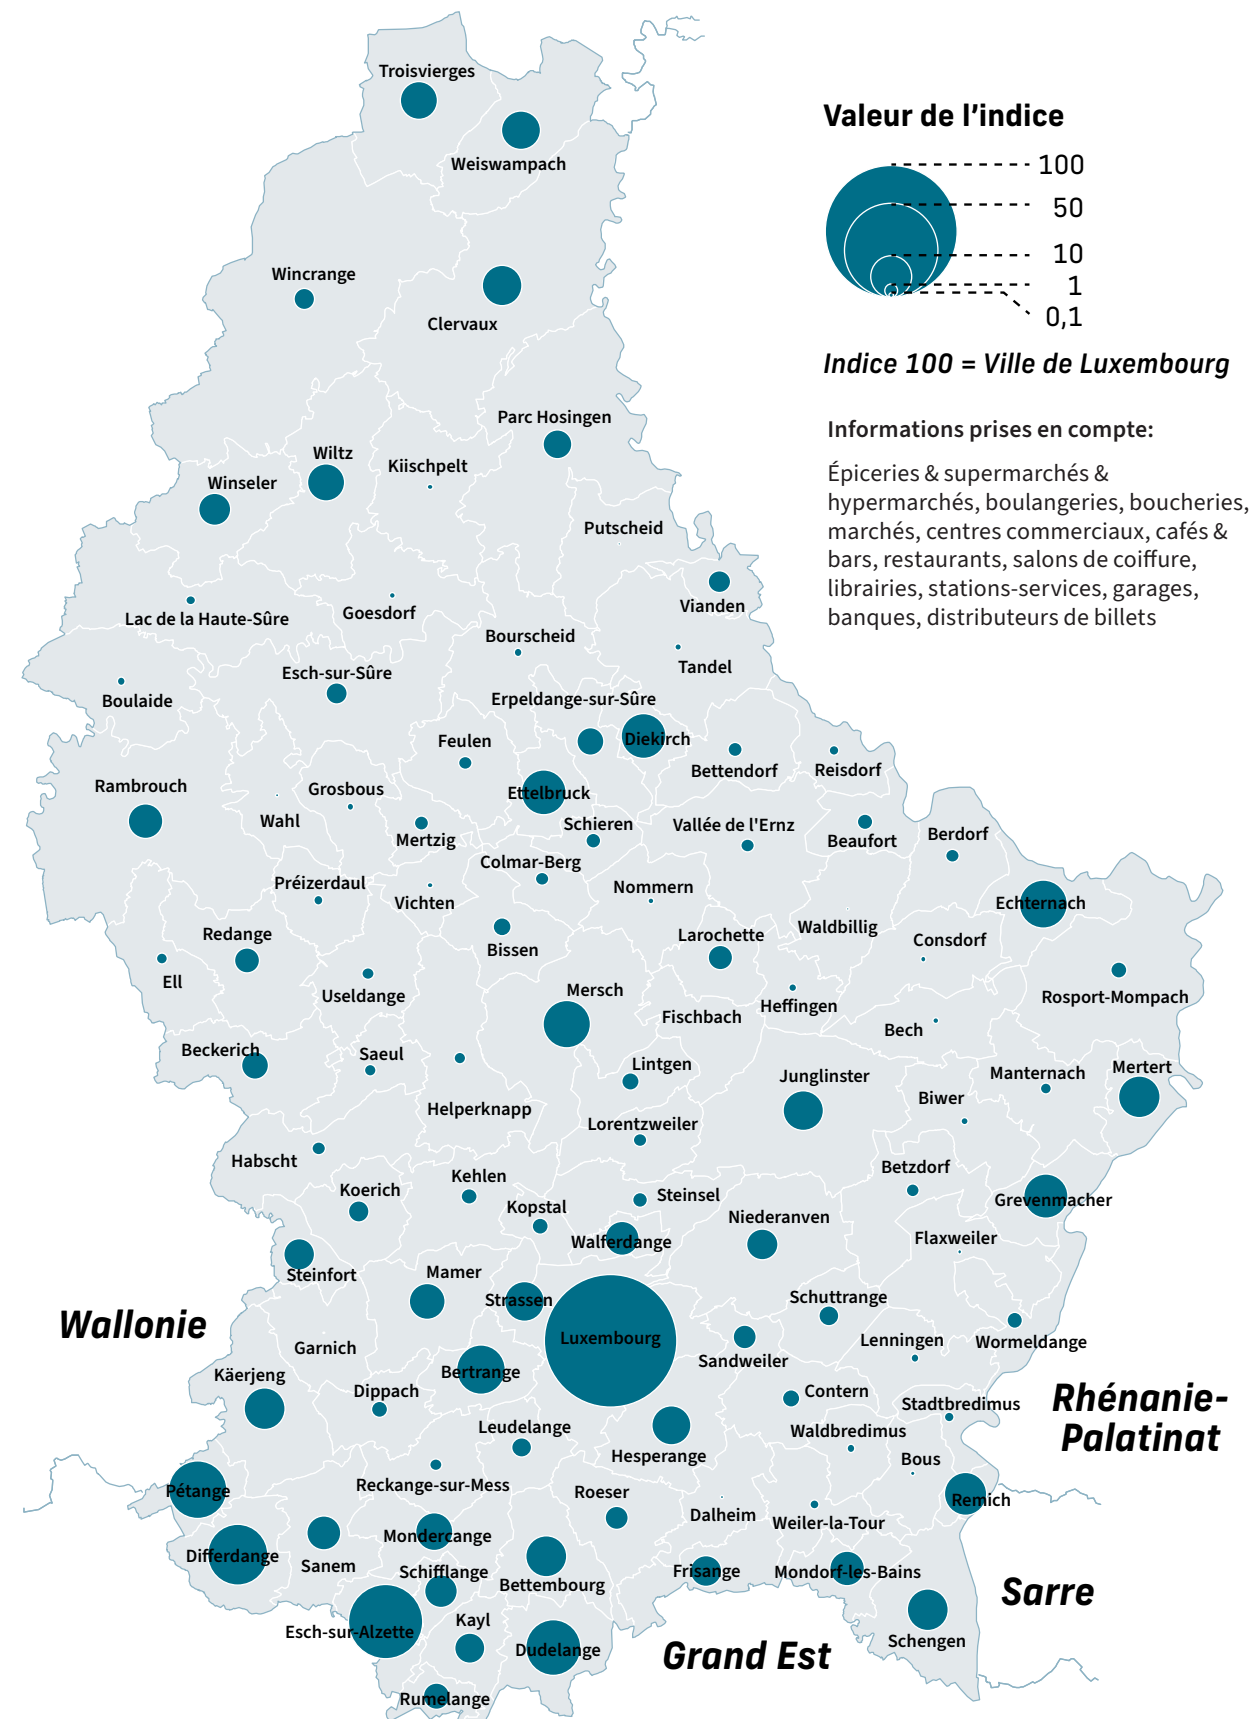 Troisvierges
Weiswampach
Valeur de l'indice
100
50
10
1
0,1
Indice 100 = Ville de Luxembourg
Informations prises en compte:
Épiceries & supermarchés &
hypermarchés, boulangeries, boucheries,
marchés, centres commerciaux, cafés &
bars, restaurants, salons de coiffure,
librairies, stations-services, garages,
banques, distributeurs de billets
Wincrange
Clervaux
Parc Hosingen
Wiltz
Kiischpelt
Winseler
Putscheid
Vianden
Lac de la Haute-Sûre
Goesdorf
Bourscheid
Tandel
Esch-sur-Sûre
Boulaide
Erpeldange-sur-Sûre
Diekirch
Feulen
Bettendorf
Reisdorf
Rambrouch
Grosbous
Ettelbruck
Wahl
Schieren
Vallée de l'Ernz
Mertzig
Beaufort
Berdorf
Colmar-Berg
Préizerdaul
Nommern
Vichten
Echternach
Waldbillig
Redange
Larochette
Consdorf
Bissen
Ell
Useldange
Mersch
Rosport-Mompach
Heffingen
Fischbach
Bech
Beckerich
Saeul
Lintgen
Junglinster
Manternach
Mertert
Biwer
Helperknapp
Lorentzweiler
Habscht
Betzdorf
Kehlen
Koerich
Steinsel
Grevenmacher
Kopstal
Niederanven
Walferdange
Flaxweiler
Steinfort
Mamer
Strassen
Schuttrange
Wallonie
Luxembourg
Lenningen
Wormeldange
Garnich
Sandweiler
Käerjeng
Bertrange
Dippach
Contern
Rhénanie-
Palatinat
Stadtbredimus
Leudelange
Waldbredimus
Hesperange
Bous
Reckange-sur-Mess
Pétange
Roeser
Remich
Dalheim
Weiler-la-Tour
Mondercange
Differdange
Sanem
Schifflange
Frisange
Mondorf-les-Bains
Bettembourg
Sarre
Kayl
Esch-sur-Alzette
Schengen
Dudelange
Grand Est
Rumelange